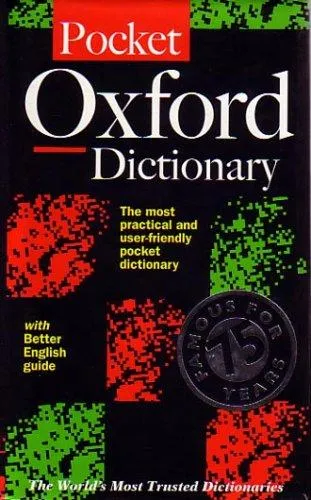 Pocket
Oxford
Dictionary
The most
practical and
user-friendly
pocket
dictionary
FAMOUS FOR
75
YEARS
with
Better
English
guide
The World's Most Trusted Dictionaries